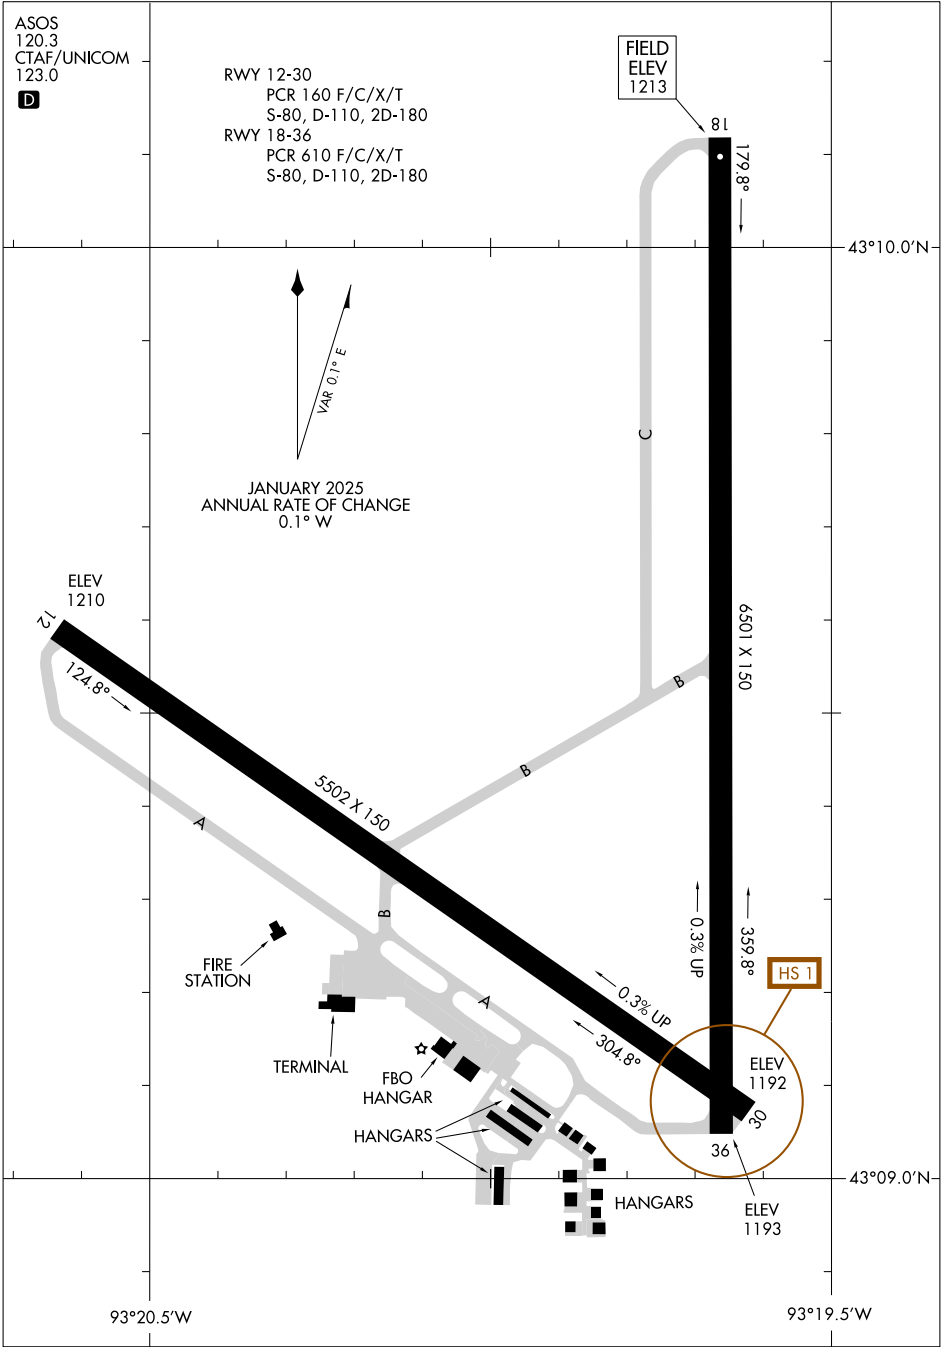 ASOS
120.3
CTAF/UNICOM
123.0
D
RWY 12-30
PCR 160 F/C/X/T
S-80, D-110, 2D-180
RWY 18-36
PCR 610 F/C/X/T
S-80, D-110, 2D-180
FIELD
ELEV
1213
18
179.8°
43°10.0'N
VAR 0.1° E
JANUARY 2025
ANNUAL RATE OF CHANGE
0.1° W
C
ELEV
1210
12
124.8°
6501 X 150
B
B
5502 X 150
A
B
FIRE
STATION
0.3% UP
359.8°
HS 1
A
0.3% UP
304.8°
TERMINAL
FBO
HANGAR
ELEV
1192
30
HANGARS
36
43°09.0'N
HANGARS
ELEV
1193
93°20.5'W
93°19.5'W